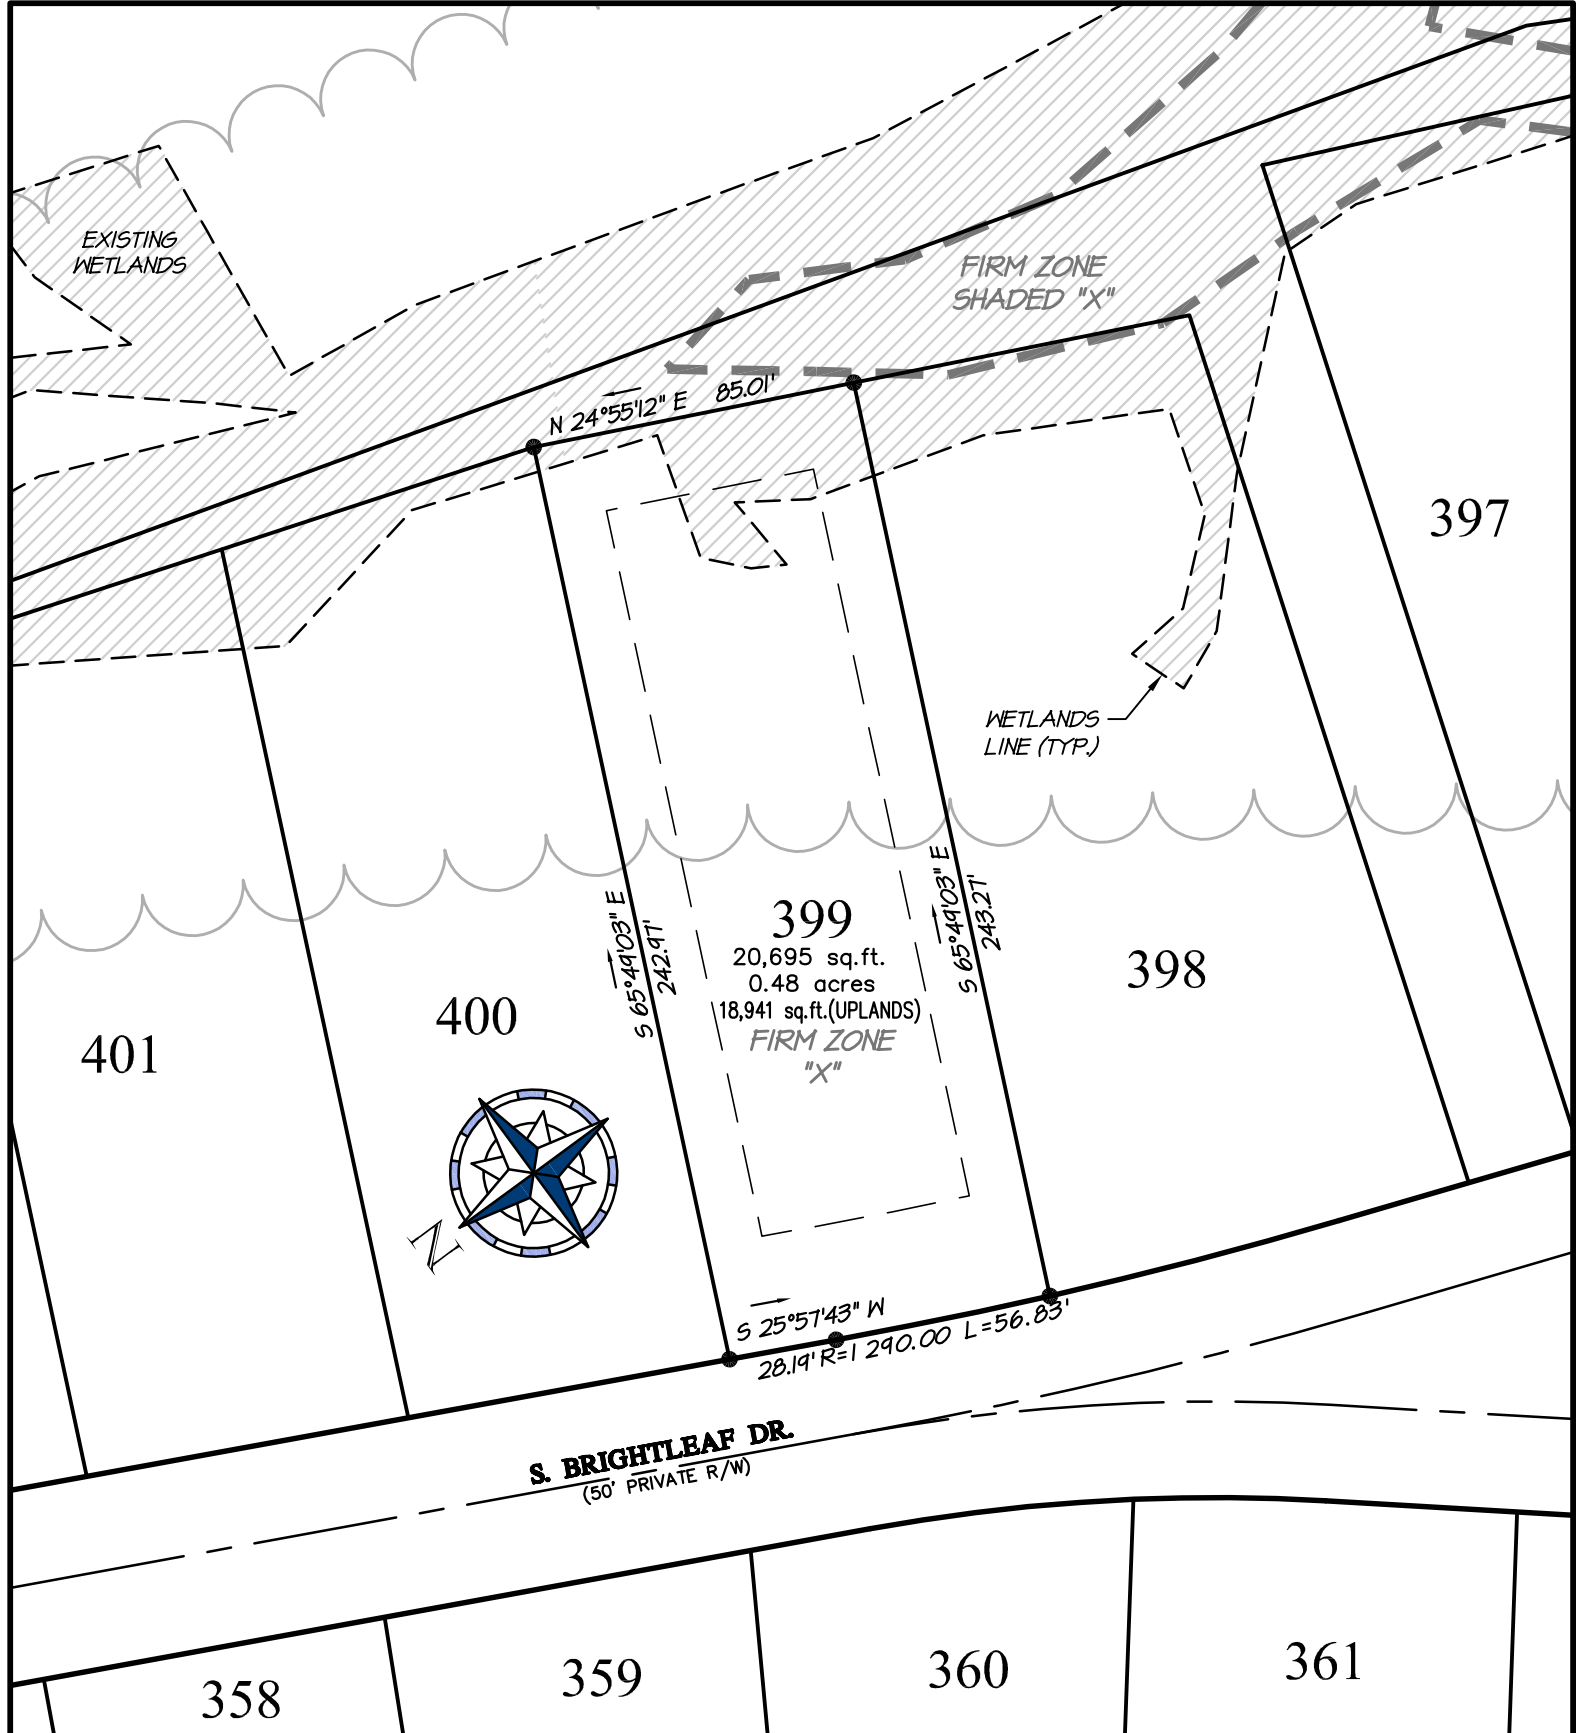 EXISTING
WETLANDS
FIRM ZONE
SHADED "X"
N 24°55'12" E 85.01'
397
WETLANDS
LINE (TYP.)
S 65°49'03" E
242.97'
S 65°49'03" E
243.27'
399
20,695 sq.ft.
0.48 acres
18,941 sq.ft.(UPLANDS)
FIRM ZONE
"X"
398
400
401
N
S 25°57'43" W
28.19' R=1 290.00 L=56.83'
S. BRIGHTLEAF DR.
(50' PRIVATE R/W)
358
359
360
361